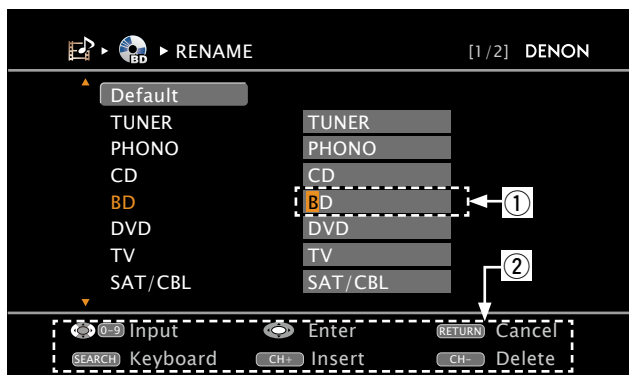 BD ▸ RENAME [1/2] DENON
Default
TUNER TUNER
PHONO PHONO
CD CD
BD BD
①
DVD DVD
TV TV
②
SAT/CBL SAT/CBL
0-9 Input Enter RETURN Cancel
SEARCH Keyboard CH+ Insert CH- Delete